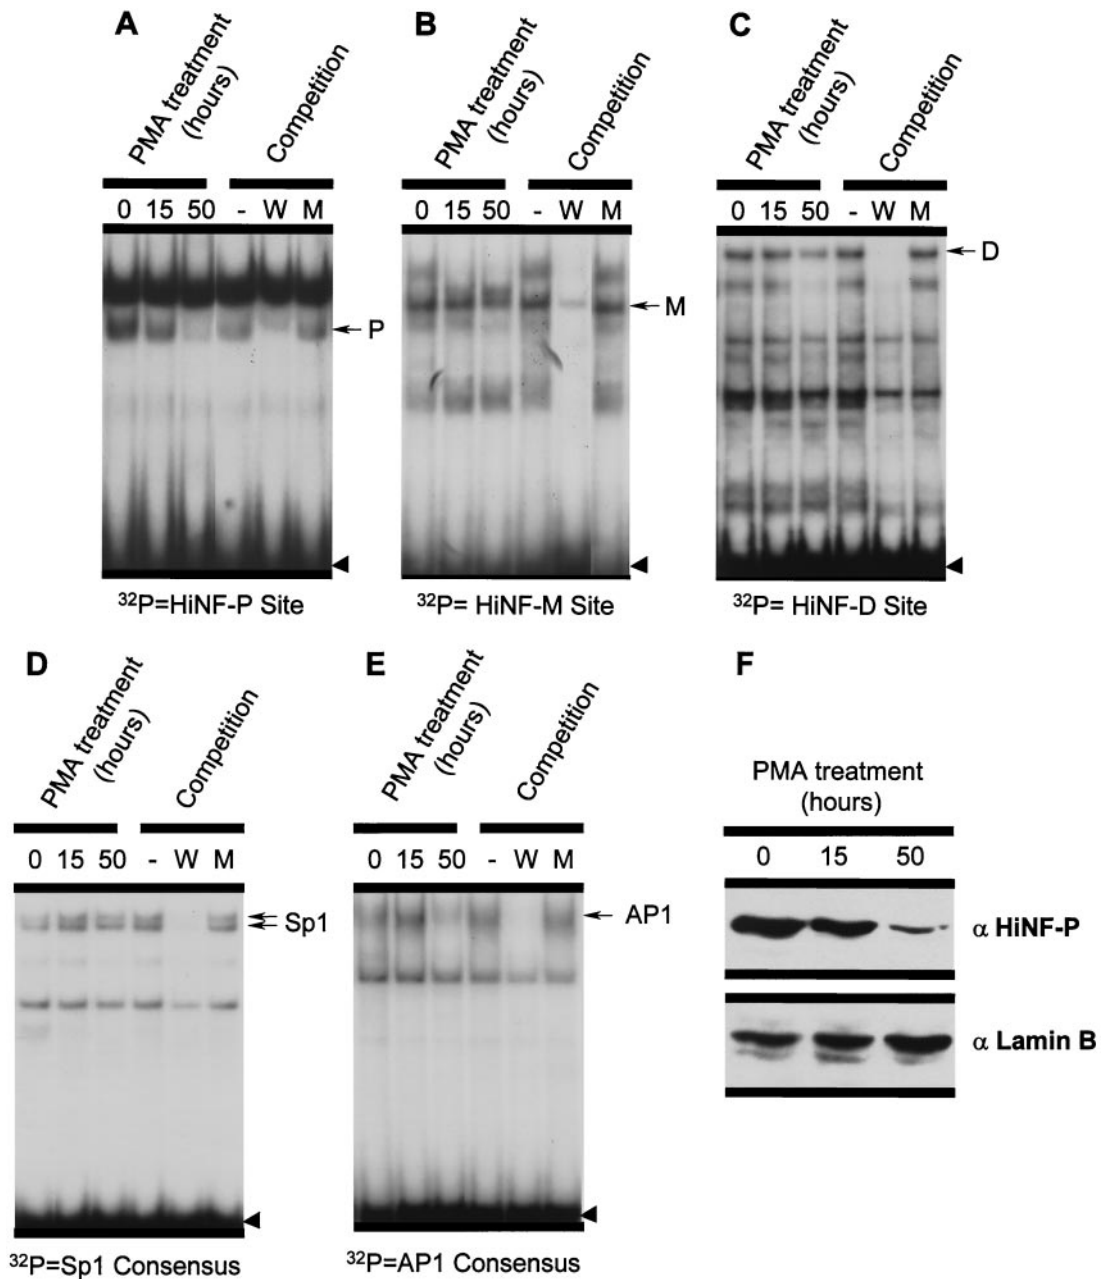 A
B
C
PMA treatment
(hours)
Competition
PMA treatment
(hours)
Competition
PMA treatment
(hours)
Competition
0 15 50 - W M
0 15 50 - W M
0 15 50 - W M
P
M
D
³²P=HiNF-P Site
³²P= HiNF-M Site
³²P= HiNF-D Site
D
E
F
PMA treatment
(hours)
Competition
PMA treatment
(hours)
Competition
PMA treatment
(hours)
0 15 50 - W M
0 15 50 - W M
0 15 50
Sp1
AP1
α HiNF-P
α Lamin B
³²P=Sp1 Consensus
³²P=AP1 Consensus